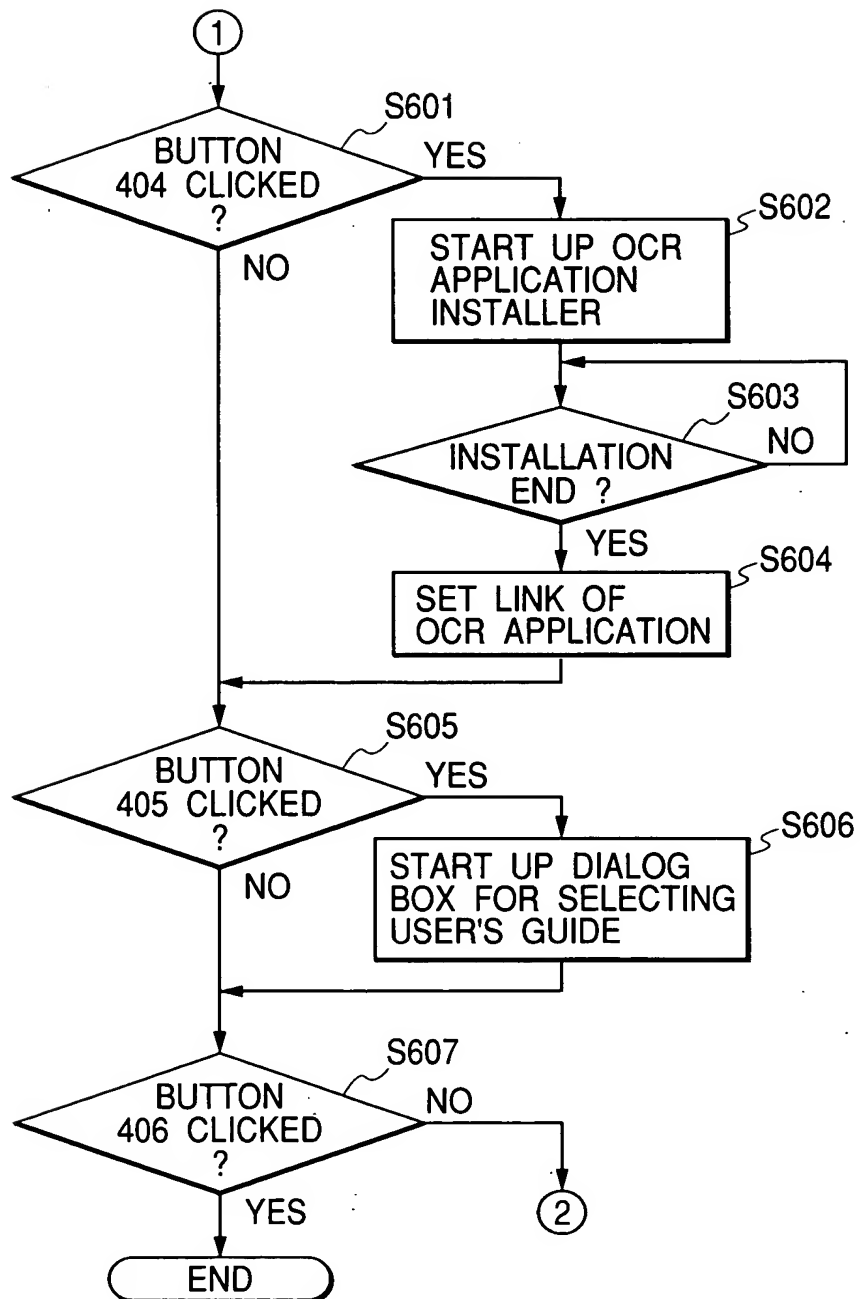 1
S601
BUTTON
404 CLICKED
?
YES
NO
S602
START UP OCR
APPLICATION
INSTALLER
S603
INSTALLATION
END ?
NO
YES
S604
SET LINK OF
OCR APPLICATION
S605
BUTTON
405 CLICKED
?
YES
NO
S606
START UP DIALOG
BOX FOR SELECTING
USER'S GUIDE
S607
BUTTON
406 CLICKED
?
NO
YES
2
END